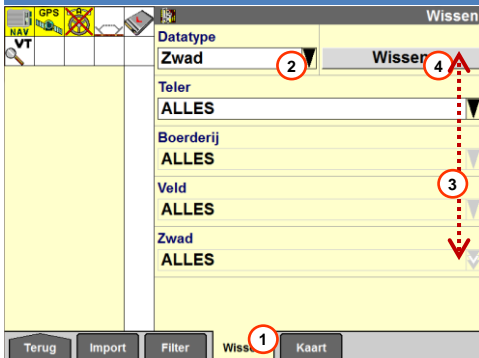 NAV
GPS
VT
Wissen
Datatype
Zwad
2
Wissen
4
Teler
ALLES
Boerderij
ALLES
3
Veld
ALLES
Zwad
ALLES
1
Terug
Import
Filter
Wissen
Kaart